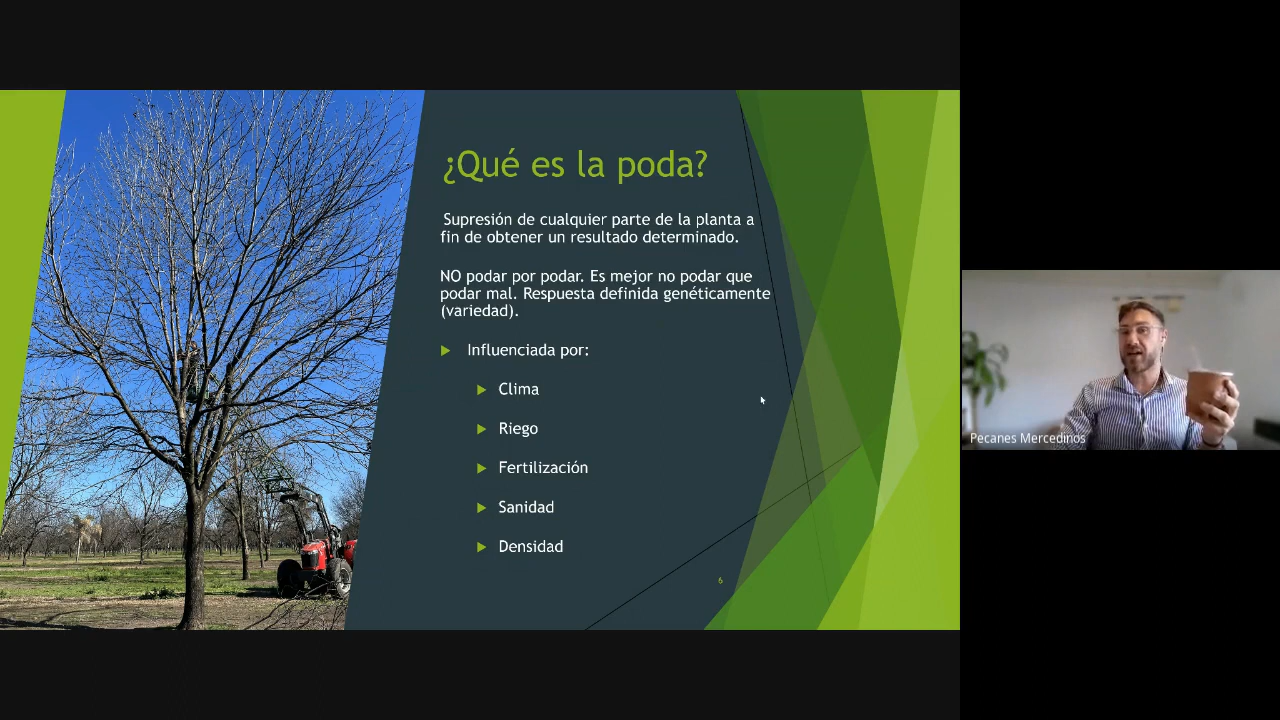 ¿Qué es la poda?
Supresión de cualquier parte de la planta a
fin de obtener un resultado determinado.
NO podar por podar. Es mejor no podar que
podar mal. Respuesta definida genéticamente
(variedad).
Influenciada por:
Clima
Riego
Fertilización
Sanidad
Densidad
6
Pecanes Mercedinos